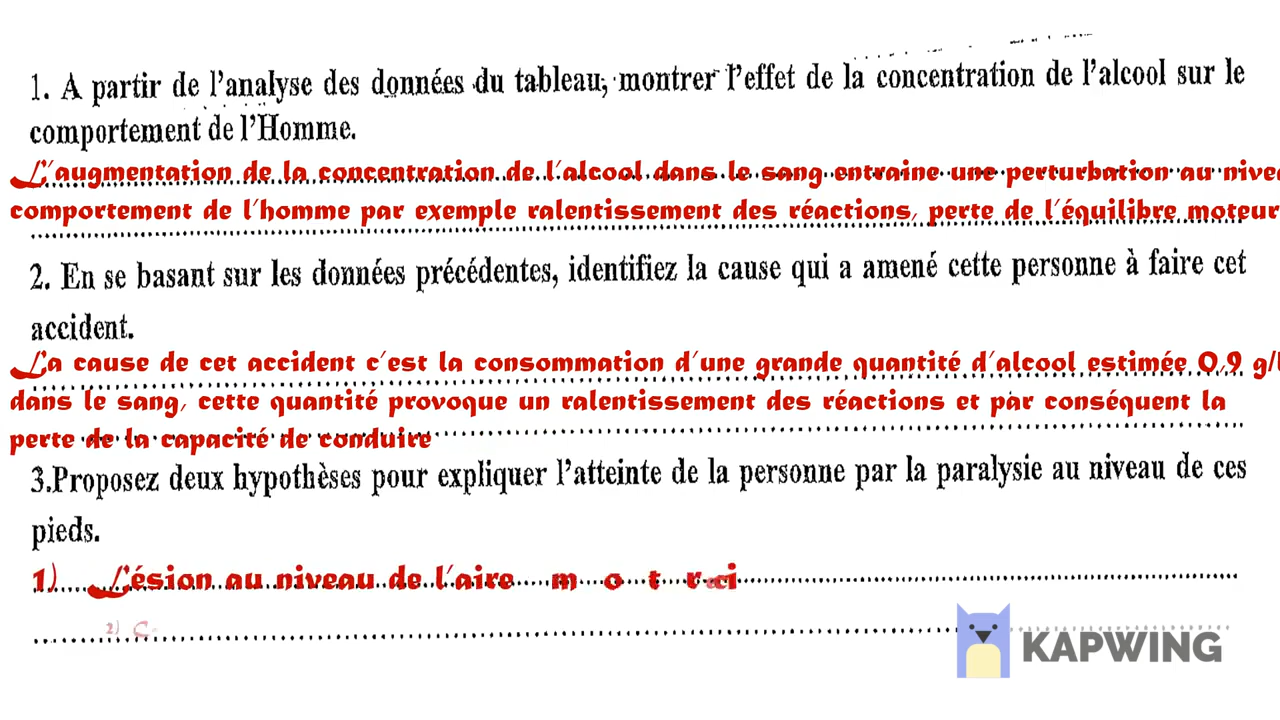 1. A partir de l'analyse des données du tableau, montrer l'effet de la concentration de l'alcool sur le
comportement de l'Homme.
L'augmentation de la concentration de l'alcool dans le sang entraine une perturbation au nivea
comportement de l'homme par exemple ralentissement des réactions, perte de l'équilibre moteur
2. En se basant sur les données précédentes, identifiez la cause qui a amené cette personne à faire cet
accident.
La cause de cet accident c'est la consommation d'une grande quantité d'alcool estimée 0,9 g/l
dans le sang, cette quantité provoque un ralentissement des réactions et par conséquent la
perte de la capacité de conduire
3.Proposez deux hypothèses pour expliquer l'atteinte de la personne par la paralysie au niveau de ces
pieds.
1) L'ésion au niveau de l'aire m o t r
2)
KAPWING